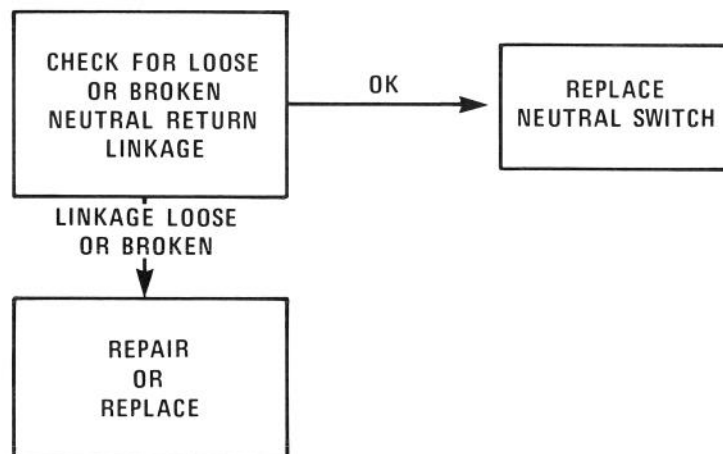 CHECK FOR LOOSE
OR BROKEN
NEUTRAL RETURN
LINKAGE
OK
REPLACE
NEUTRAL SWITCH
LINKAGE LOOSE
OR BROKEN
REPAIR
OR
REPLACE